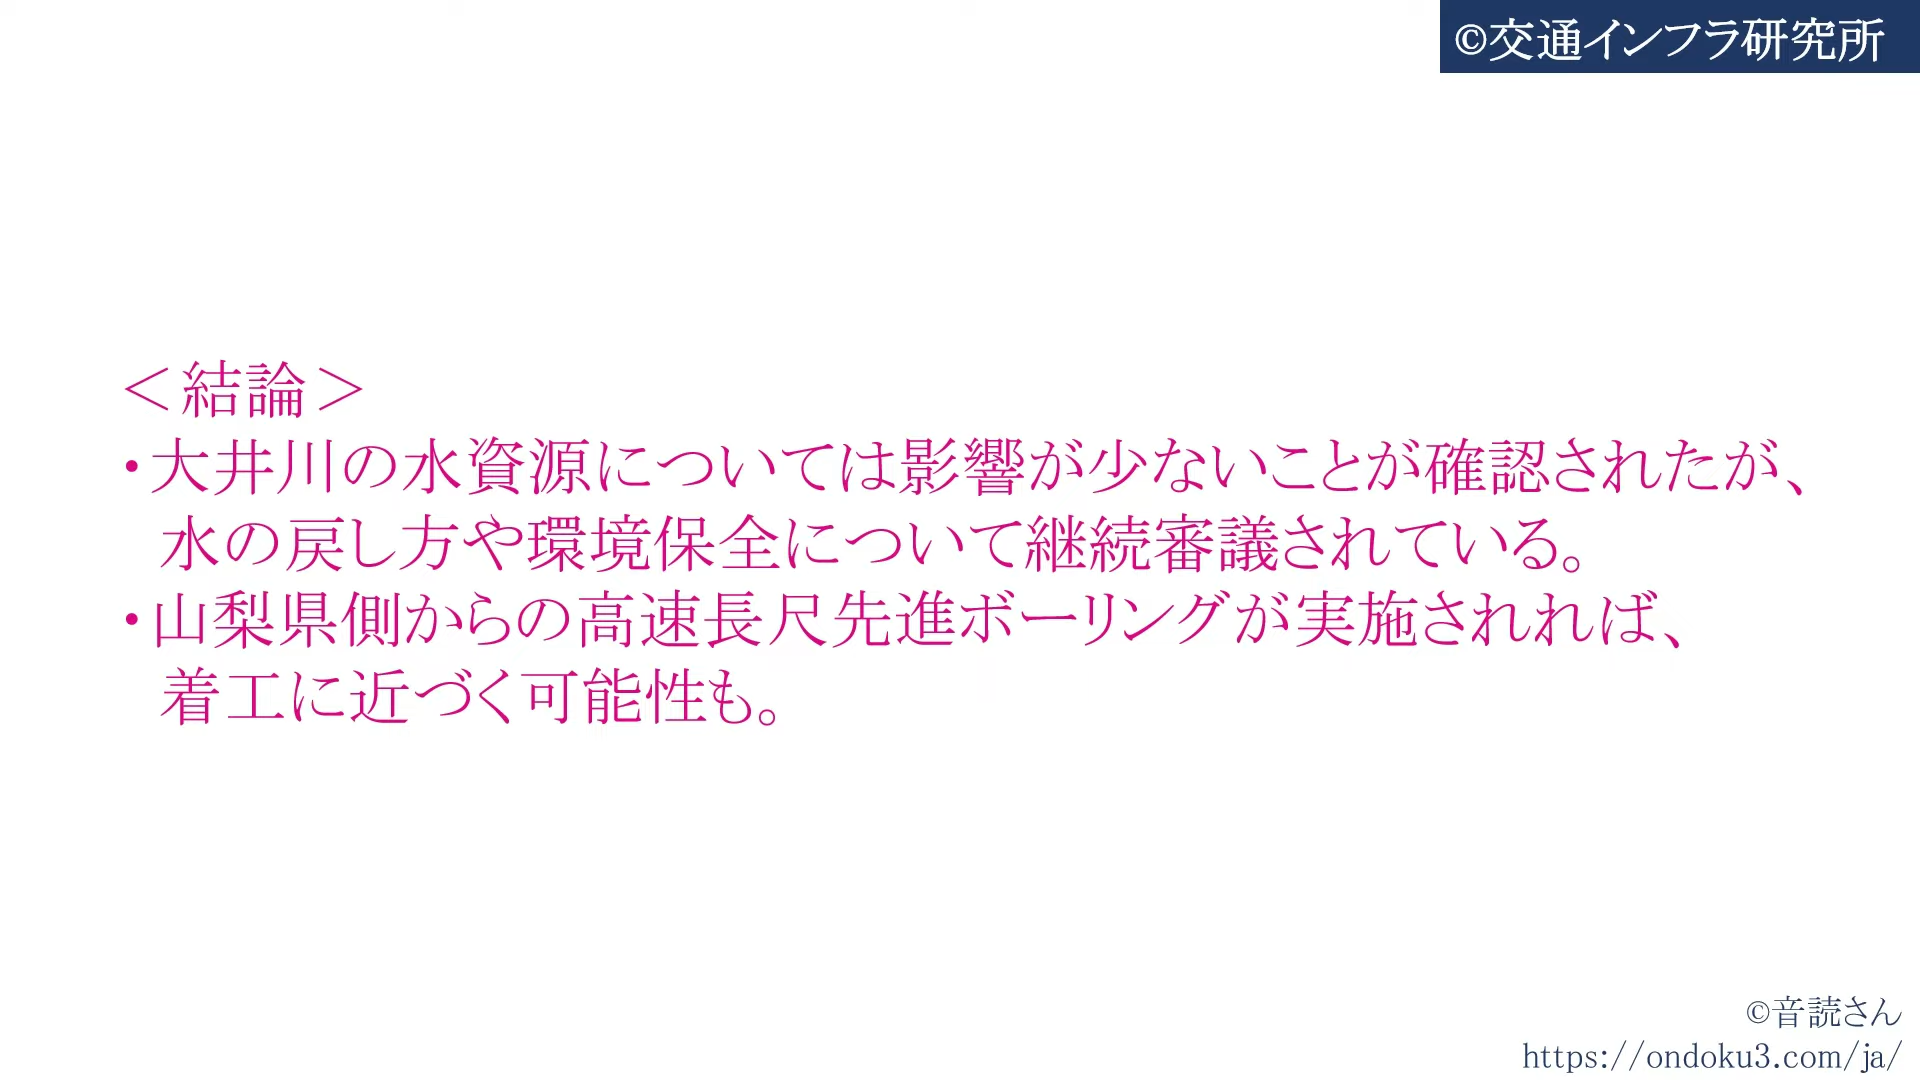 ©交通インフラ研究所
＜結論＞
・大井川の水資源については影響が少ないことが確認されたが、
水の戻し方や環境保全について継続審議されている。
・山梨県側からの高速長尺先進ボーリングが実施されれば、
着工に近づく可能性も。
©音読さん
https://ondoku3.com/ja/